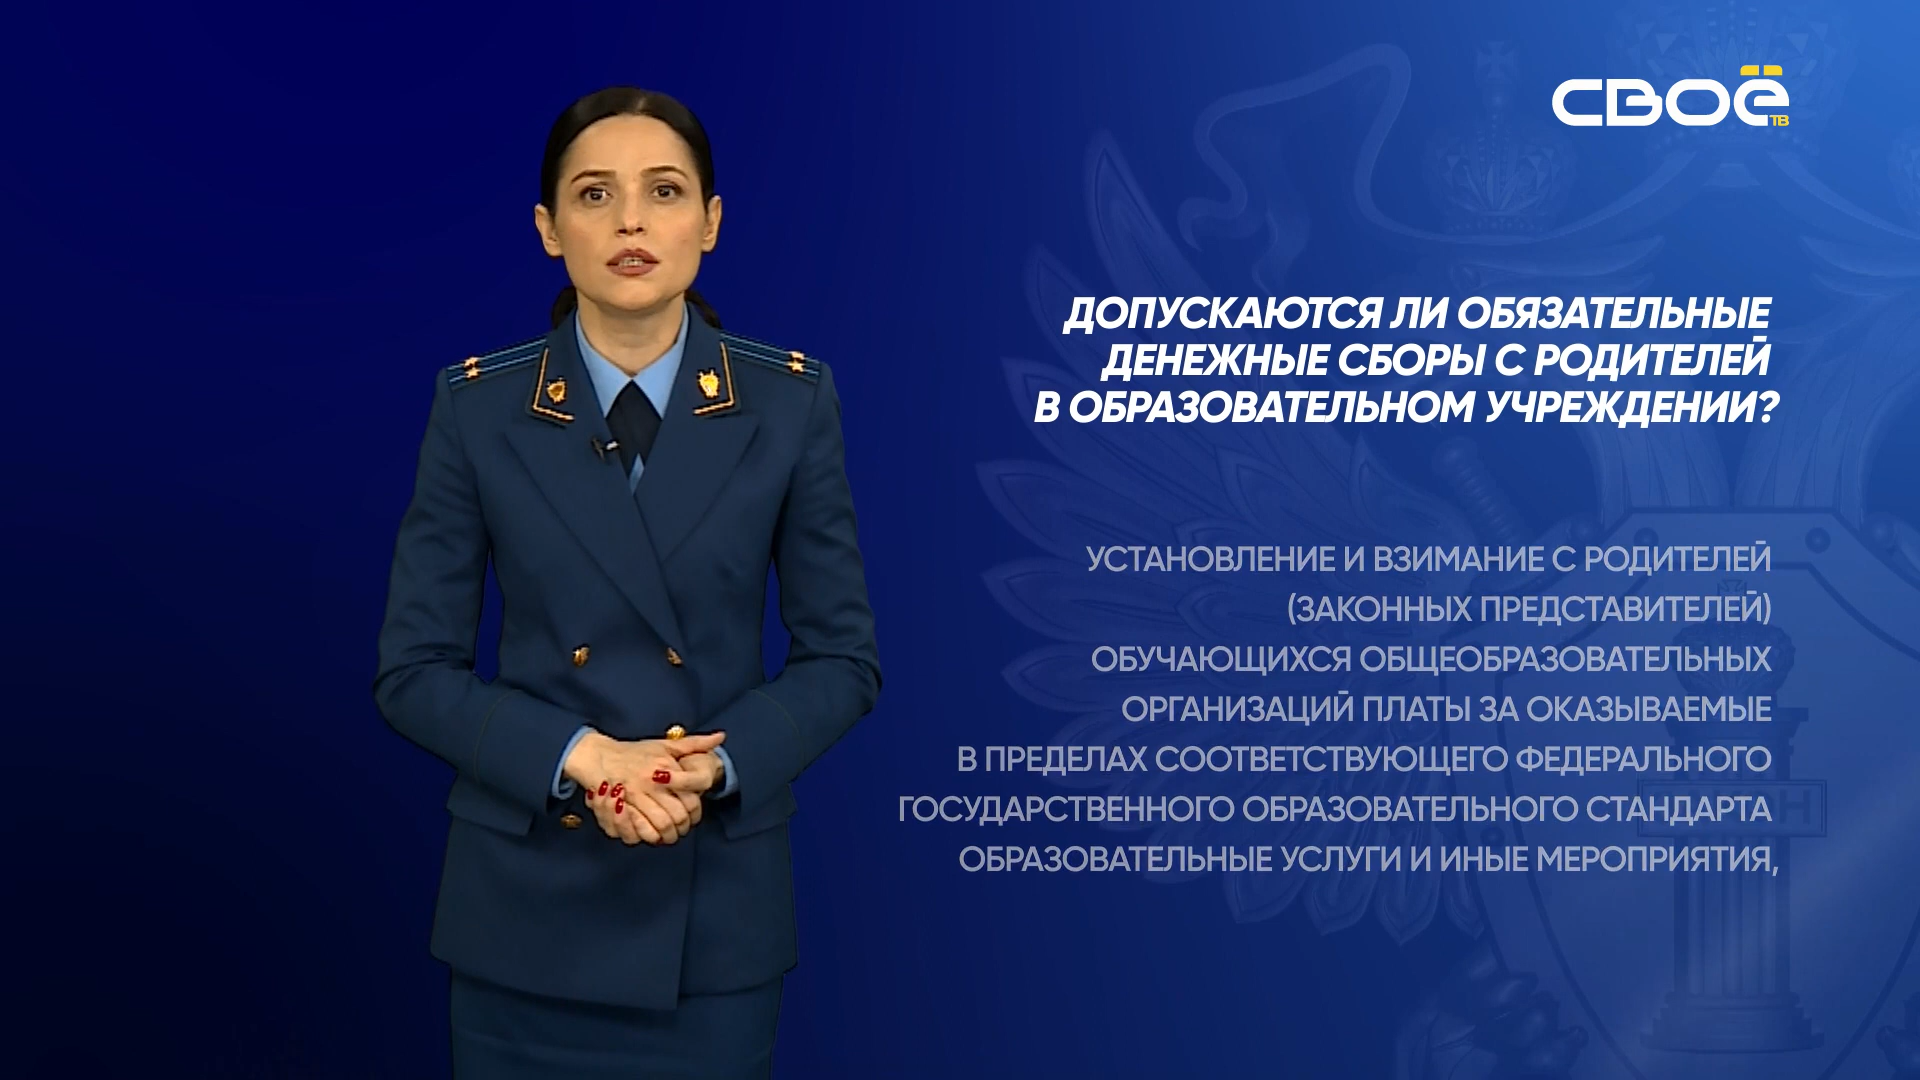 СВОЁ
ТВ
ДОПУСКАЮТСЯ ЛИ ОБЯЗАТЕЛЬНЫЕ
ДЕНЕЖНЫЕ СБОРЫ С РОДИТЕЛЕЙ
В ОБРАЗОВАТЕЛЬНОМ УЧРЕЖДЕНИИ?
УСТАНОВЛЕНИЕ И ВЗИМАНИЕ С РОДИТЕЛЕЙ
(ЗАКОННЫХ ПРЕДСТАВИТЕЛЕЙ)
ОБУЧАЮЩИХСЯ ОБЩЕОБРАЗОВАТЕЛЬНЫХ
ОРГАНИЗАЦИЙ ПЛАТЫ ЗА ОКАЗЫВАЕМЫЕ
В ПРЕДЕЛАХ СООТВЕТСТВУЮЩЕГО ФЕДЕРАЛЬНОГО
ГОСУДАРСТВЕННОГО ОБРАЗОВАТЕЛЬНОГО СТАНДАРТА
ОБРАЗОВАТЕЛЬНЫЕ УСЛУГИ И ИНЫЕ МЕРОПРИЯТИЯ,